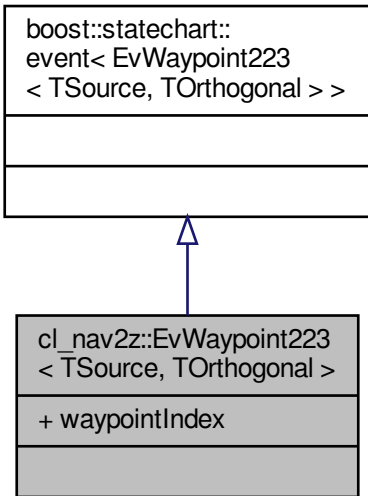 boost::statechart::
event< EvWaypoint223
< TSource, TOrthogonal > >
cl_nav2z::EvWaypoint223
< TSource, TOrthogonal >
+ waypointIndex